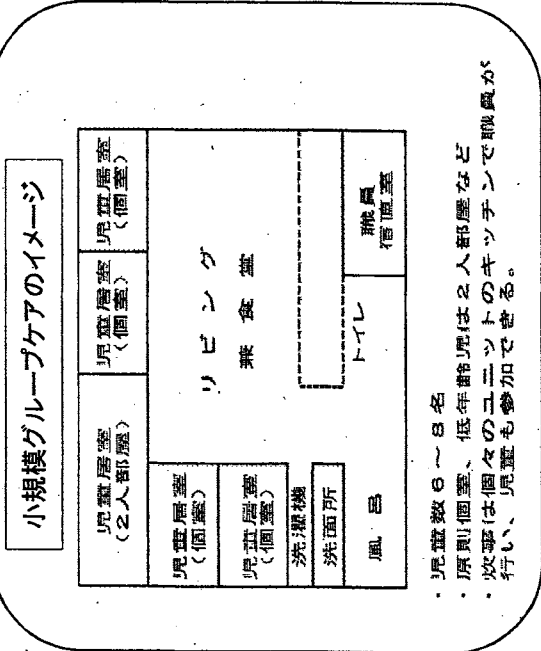 小規模グループケアのイメージ
児童居室
(2人部屋)
児童居室
(個室)
児童居室
(個室)
児童居室
(個室)
児童居室
(個室)
リビング
兼食堂
洗濯機
洗面所
風呂
トイレ
職員
宿直室
・児童数6～8名
・原則個室、低年齢児は2人部屋など
・炊事は個々のユニットのキッチンで職員が
行い、児童も参加できる。